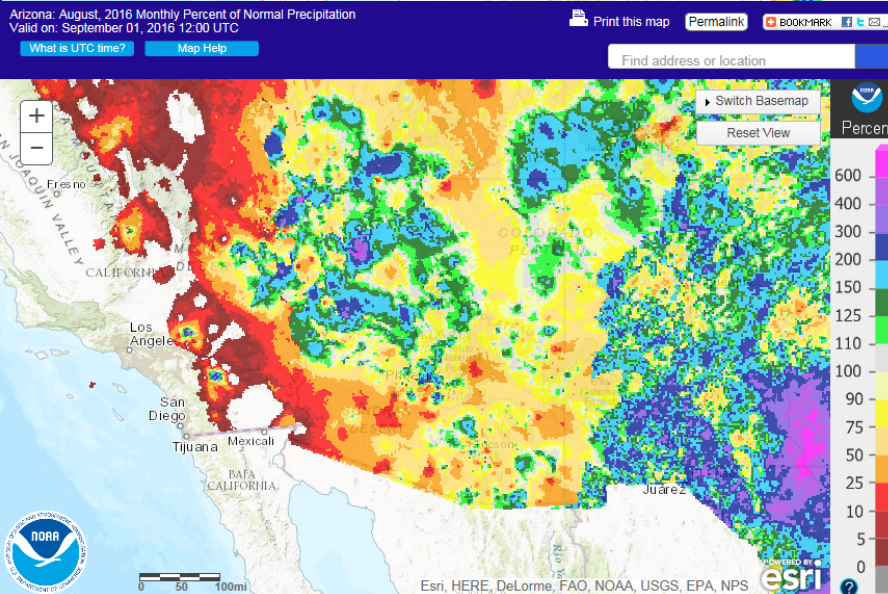 Arizona: August, 2016 Monthly Percent of Normal Precipitation
Valid on: September 01, 2016 12:00 UTC
What is UTC time?
Map Help
Print this map
Permalink
BOOKMARK
Find address or location
Switch Basemap
Reset View
+
−
NOAA
Percen
600
400
300
200
150
125
110
100
90
75
50
25
10
5
0
Fresno
SAN JOAQUIN VALLEY
CALIFORNIA
COLORADO
Los
Angele
San
Diego
Tijuana
Mexicali
BAJA
CALIFORNIA
Juárez
NOAA
0 50 100mi
Esri, HERE, DeLorme, FAO, NOAA, USGS, EPA, NPS
POWERED BY
esri
?